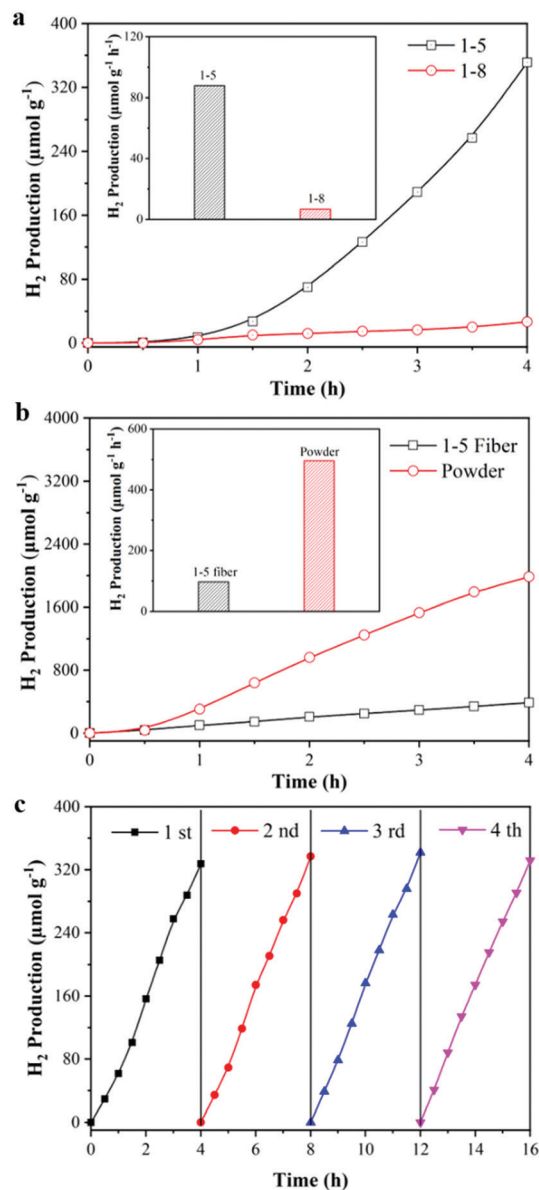 a
H₂ Production (μmol g⁻¹)
400
320
240
160
80
0
0 1 2 3 4
Time (h)
1-5
1-8
H₂ Production (μmol g⁻¹ h⁻¹)
120
80
40
0
1-5
1-8
b
H₂ Production (μmol g⁻¹)
4000
3200
2400
1600
800
0
0 1 2 3 4
Time (h)
1-5 Fiber
Powder
H₂ Production (μmol g⁻¹ h⁻¹)
600
400
200
0
1-5 fiber
Powder
c
H₂ Production (μmol g⁻¹)
400
320
240
160
80
0
1 st 2 nd 3 rd 4 th
0 2 4 6 8 10 12 14 16
Time (h)